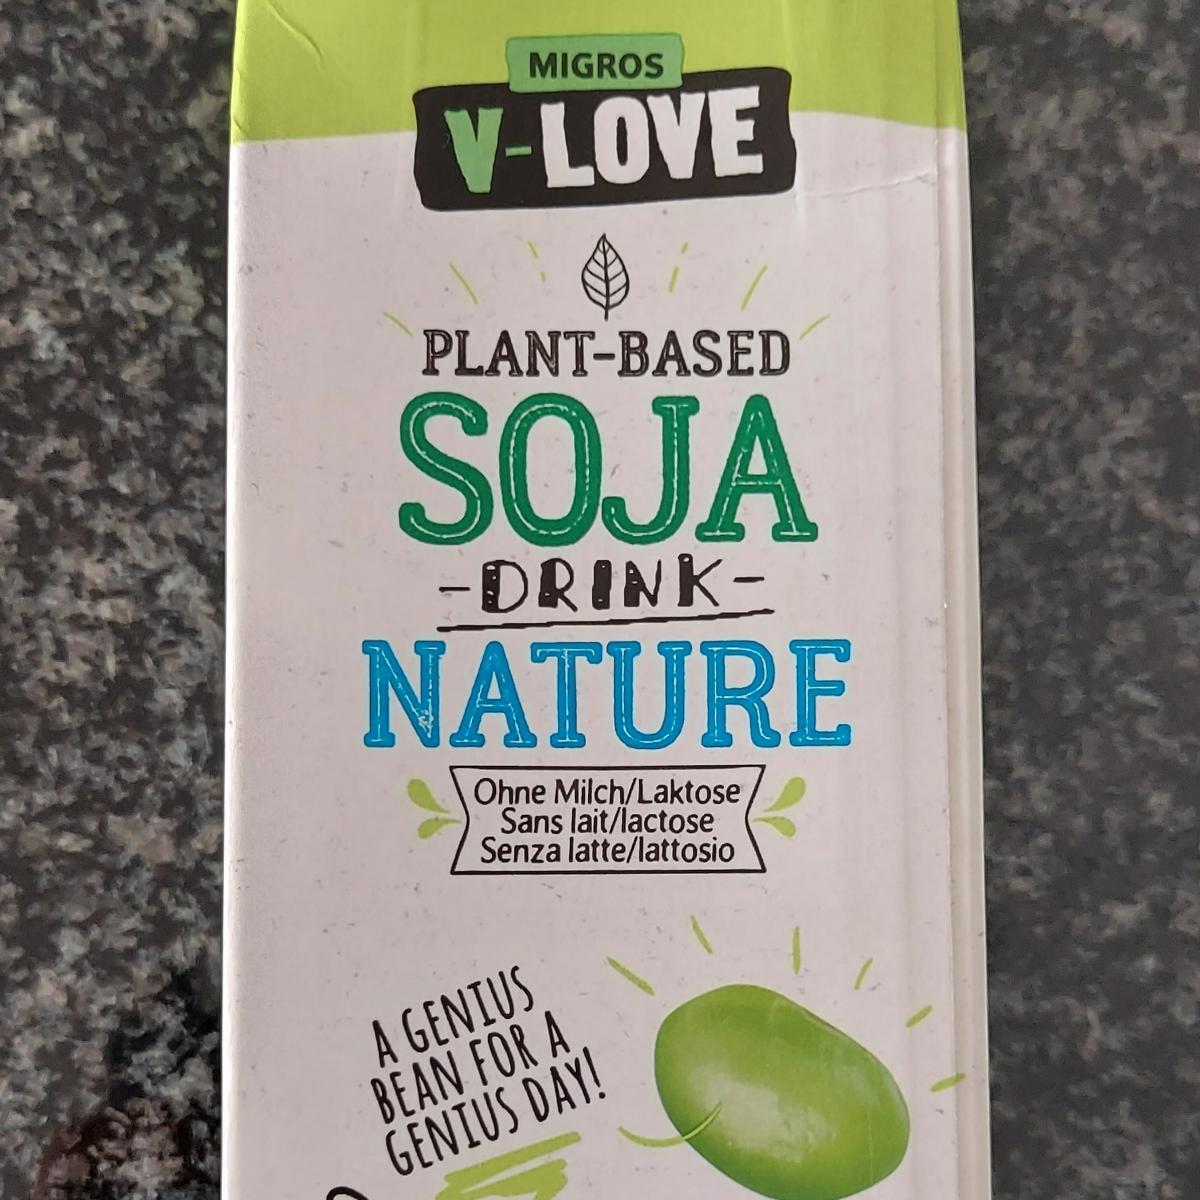 MIGROS
V-LOVE
PLANT-BASED
SOJA
-DRINK-
NATURE
Ohne Milch/Laktose
Sans lait/lactose
Senza latte/lattosio
A GENIUS
BEAN FOR A
GENIUS DAY!